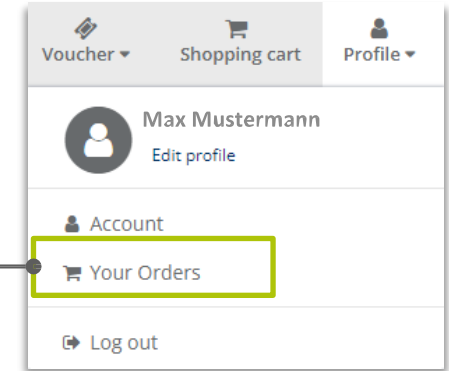 Voucher Shopping cart Profile
Max Mustermann
Edit profile
Account
Your Orders
Log out